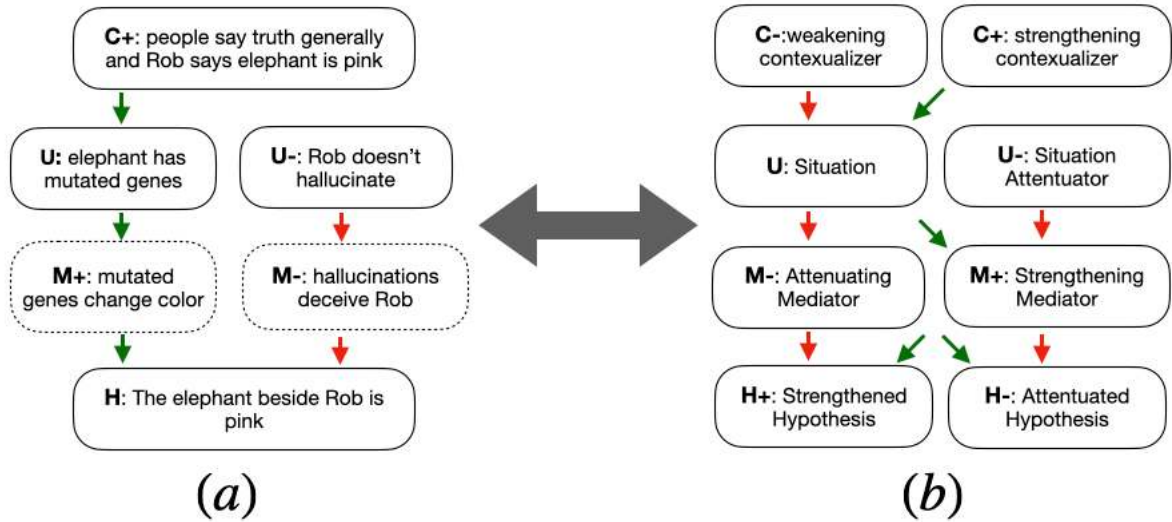 C+: people say truth generally
and Rob says elephant is pink
U: elephant has
mutated genes
U-: Rob doesn't
hallucinate
M+: mutated
genes change color
M-: hallucinations
deceive Rob
H: The elephant beside Rob is
pink
(a)
C-:weakening
contexualizer
C+: strengthening
contexualizer
U: Situation
U-: Situation
Attentuator
M-: Attenuating
Mediator
M+: Strengthening
Mediator
H+: Strengthened
Hypothesis
H-: Attentuated
Hypothesis
(b)